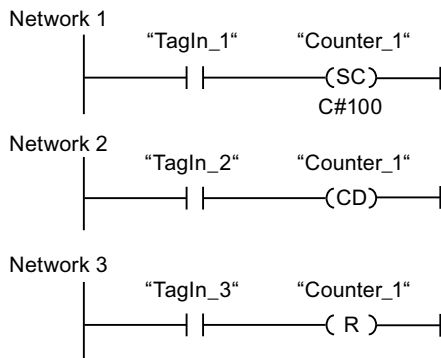 Network 1
“TagIn_1“ “Counter_1“
SC
C#100
Network 2
“TagIn_2“ “Counter_1“
CD
Network 3
“TagIn_3“ “Counter_1“
R